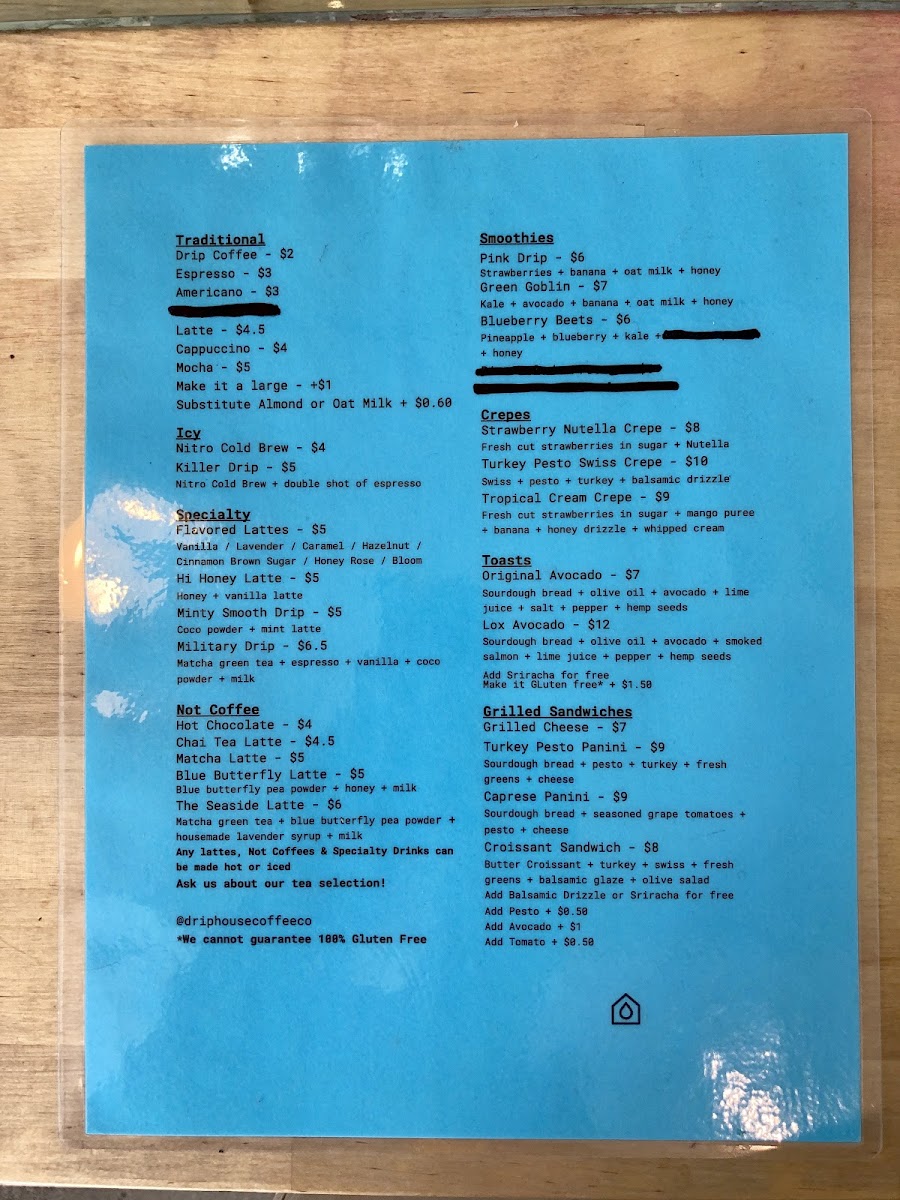 Traditional
Drip Coffee - $2
Espresso - $3
Americano - $3
Latte - $4.5
Cappuccino - $4
Mocha - $5
Make it a large - +$1
Substitute Almond or Oat Milk + $0.60
Icy
Nitro Cold Brew - $4
Killer Drip - $5
Nitro Cold Brew + double shot of espresso
Specialty
Flavored Lattes - $5
Vanilla / Lavender / Caramel / Hazelnut /
Cinnamon Brown Sugar / Honey Rose / Bloom
Hi Honey Latte - $5
Honey + vanilla latte
Minty Smooth Drip - $5
Coco powder + mint latte
Military Drip - $6.5
Matcha green tea + espresso + vanilla + coco
powder + milk
Not Coffee
Hot Chocolate - $4
Chai Tea Latte - $4.5
Matcha Latte - $5
Blue Butterfly Latte - $5
Blue butterfly pea powder + honey + milk
The Seaside Latte - $6
Matcha green tea + blue butterfly pea powder +
housemade lavender syrup + milk
Any lattes, Not Coffees & Specialty Drinks can
be made hot or iced
Ask us about our tea selection!
@driphousecoffeeco
*We cannot guarantee 100% Gluten Free
Smoothies
Pink Drip - $6
Strawberries + banana + oat milk + honey
Green Goblin - $7
Kale + avocado + banana + oat milk + honey
Blueberry Beets - $6
Pineapple + blueberry + kale +
+ honey
Crepes
Strawberry Nutella Crepe - $8
Fresh cut strawberries in sugar + Nutella
Turkey Pesto Swiss Crepe - $10
Swiss + pesto + turkey + balsamic drizzle
Tropical Cream Crepe - $9
Fresh cut strawberries in sugar + mango puree
+ banana + honey drizzle + whipped cream
Toasts
Original Avocado - $7
Sourdough bread + olive oil + avocado + lime
juice + salt + pepper + hemp seeds
Lox Avocado - $12
Sourdough bread + olive oil + avocado + smoked
salmon + lime juice + pepper + hemp seeds
Add Sriracha for free
Make it GLuten free* + $1.50
Grilled Sandwiches
Grilled Cheese - $7
Turkey Pesto Panini - $9
Sourdough bread + pesto + turkey + fresh
greens + cheese
Caprese Panini - $9
Sourdough bread + seasoned grape tomatoes +
pesto + cheese
Croissant Sandwich - $8
Butter Croissant + turkey + swiss + fresh
greens + balsamic glaze + olive salad
Add Balsamic Drizzle or Sriracha for free
Add Pesto + $0.50
Add Avocado + $1
Add Tomato + $0.50